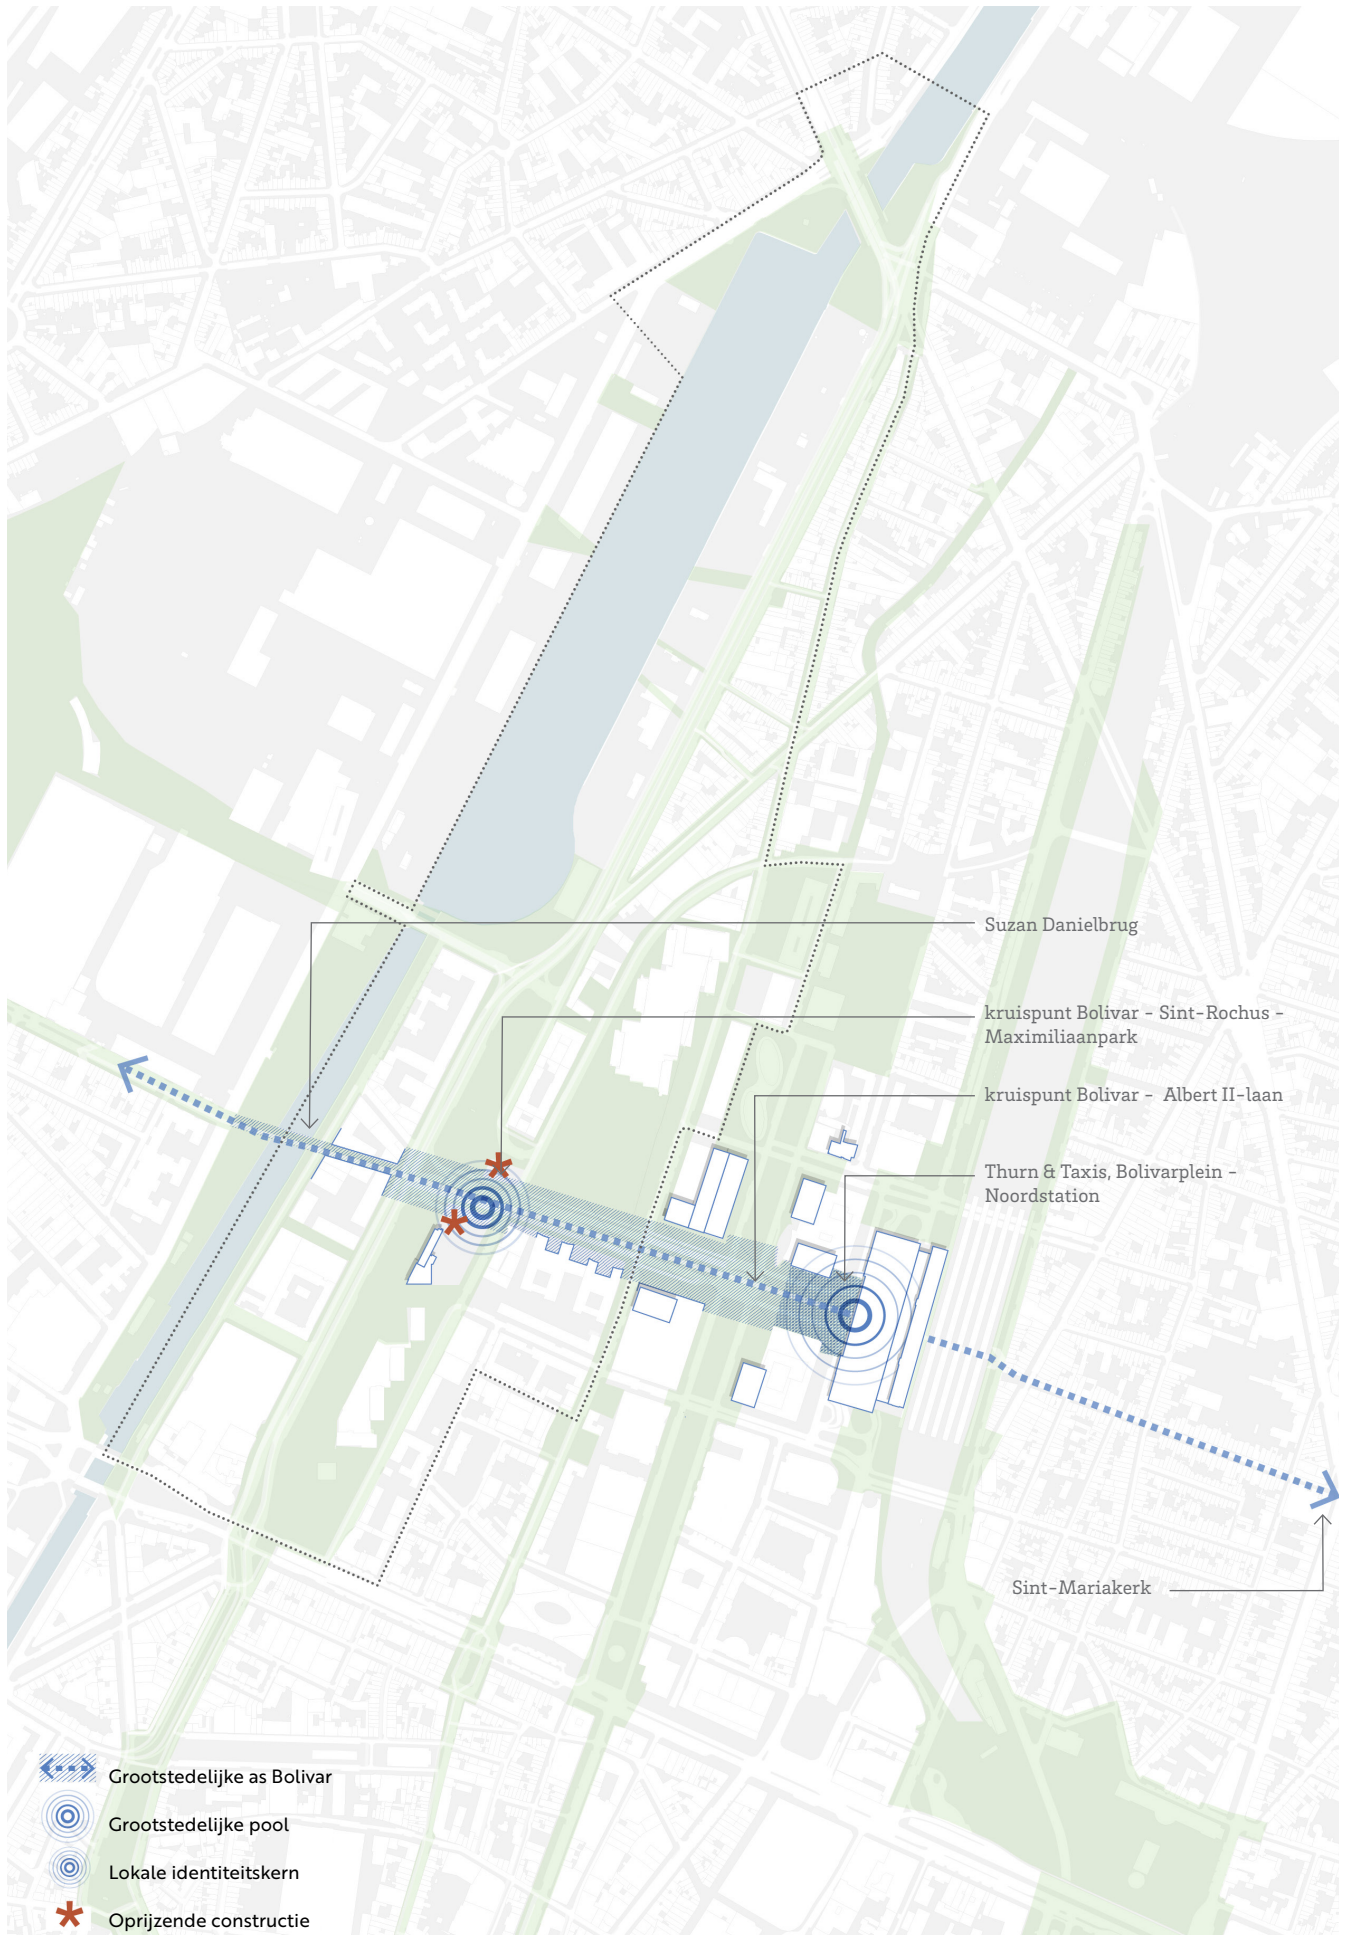 Suzan Danielbrug
kruispunt Bolivar - Sint-Rochus -
Maximiliaanpark
kruispunt Bolivar - Albert II-laan
Thurn & Taxis, Bolivarplein -
Noordstation
Sint-Mariakerk
Grootstedelijke as Bolivar
Grootstedelijke pool
Lokale identiteitskern
Oprijzende constructie